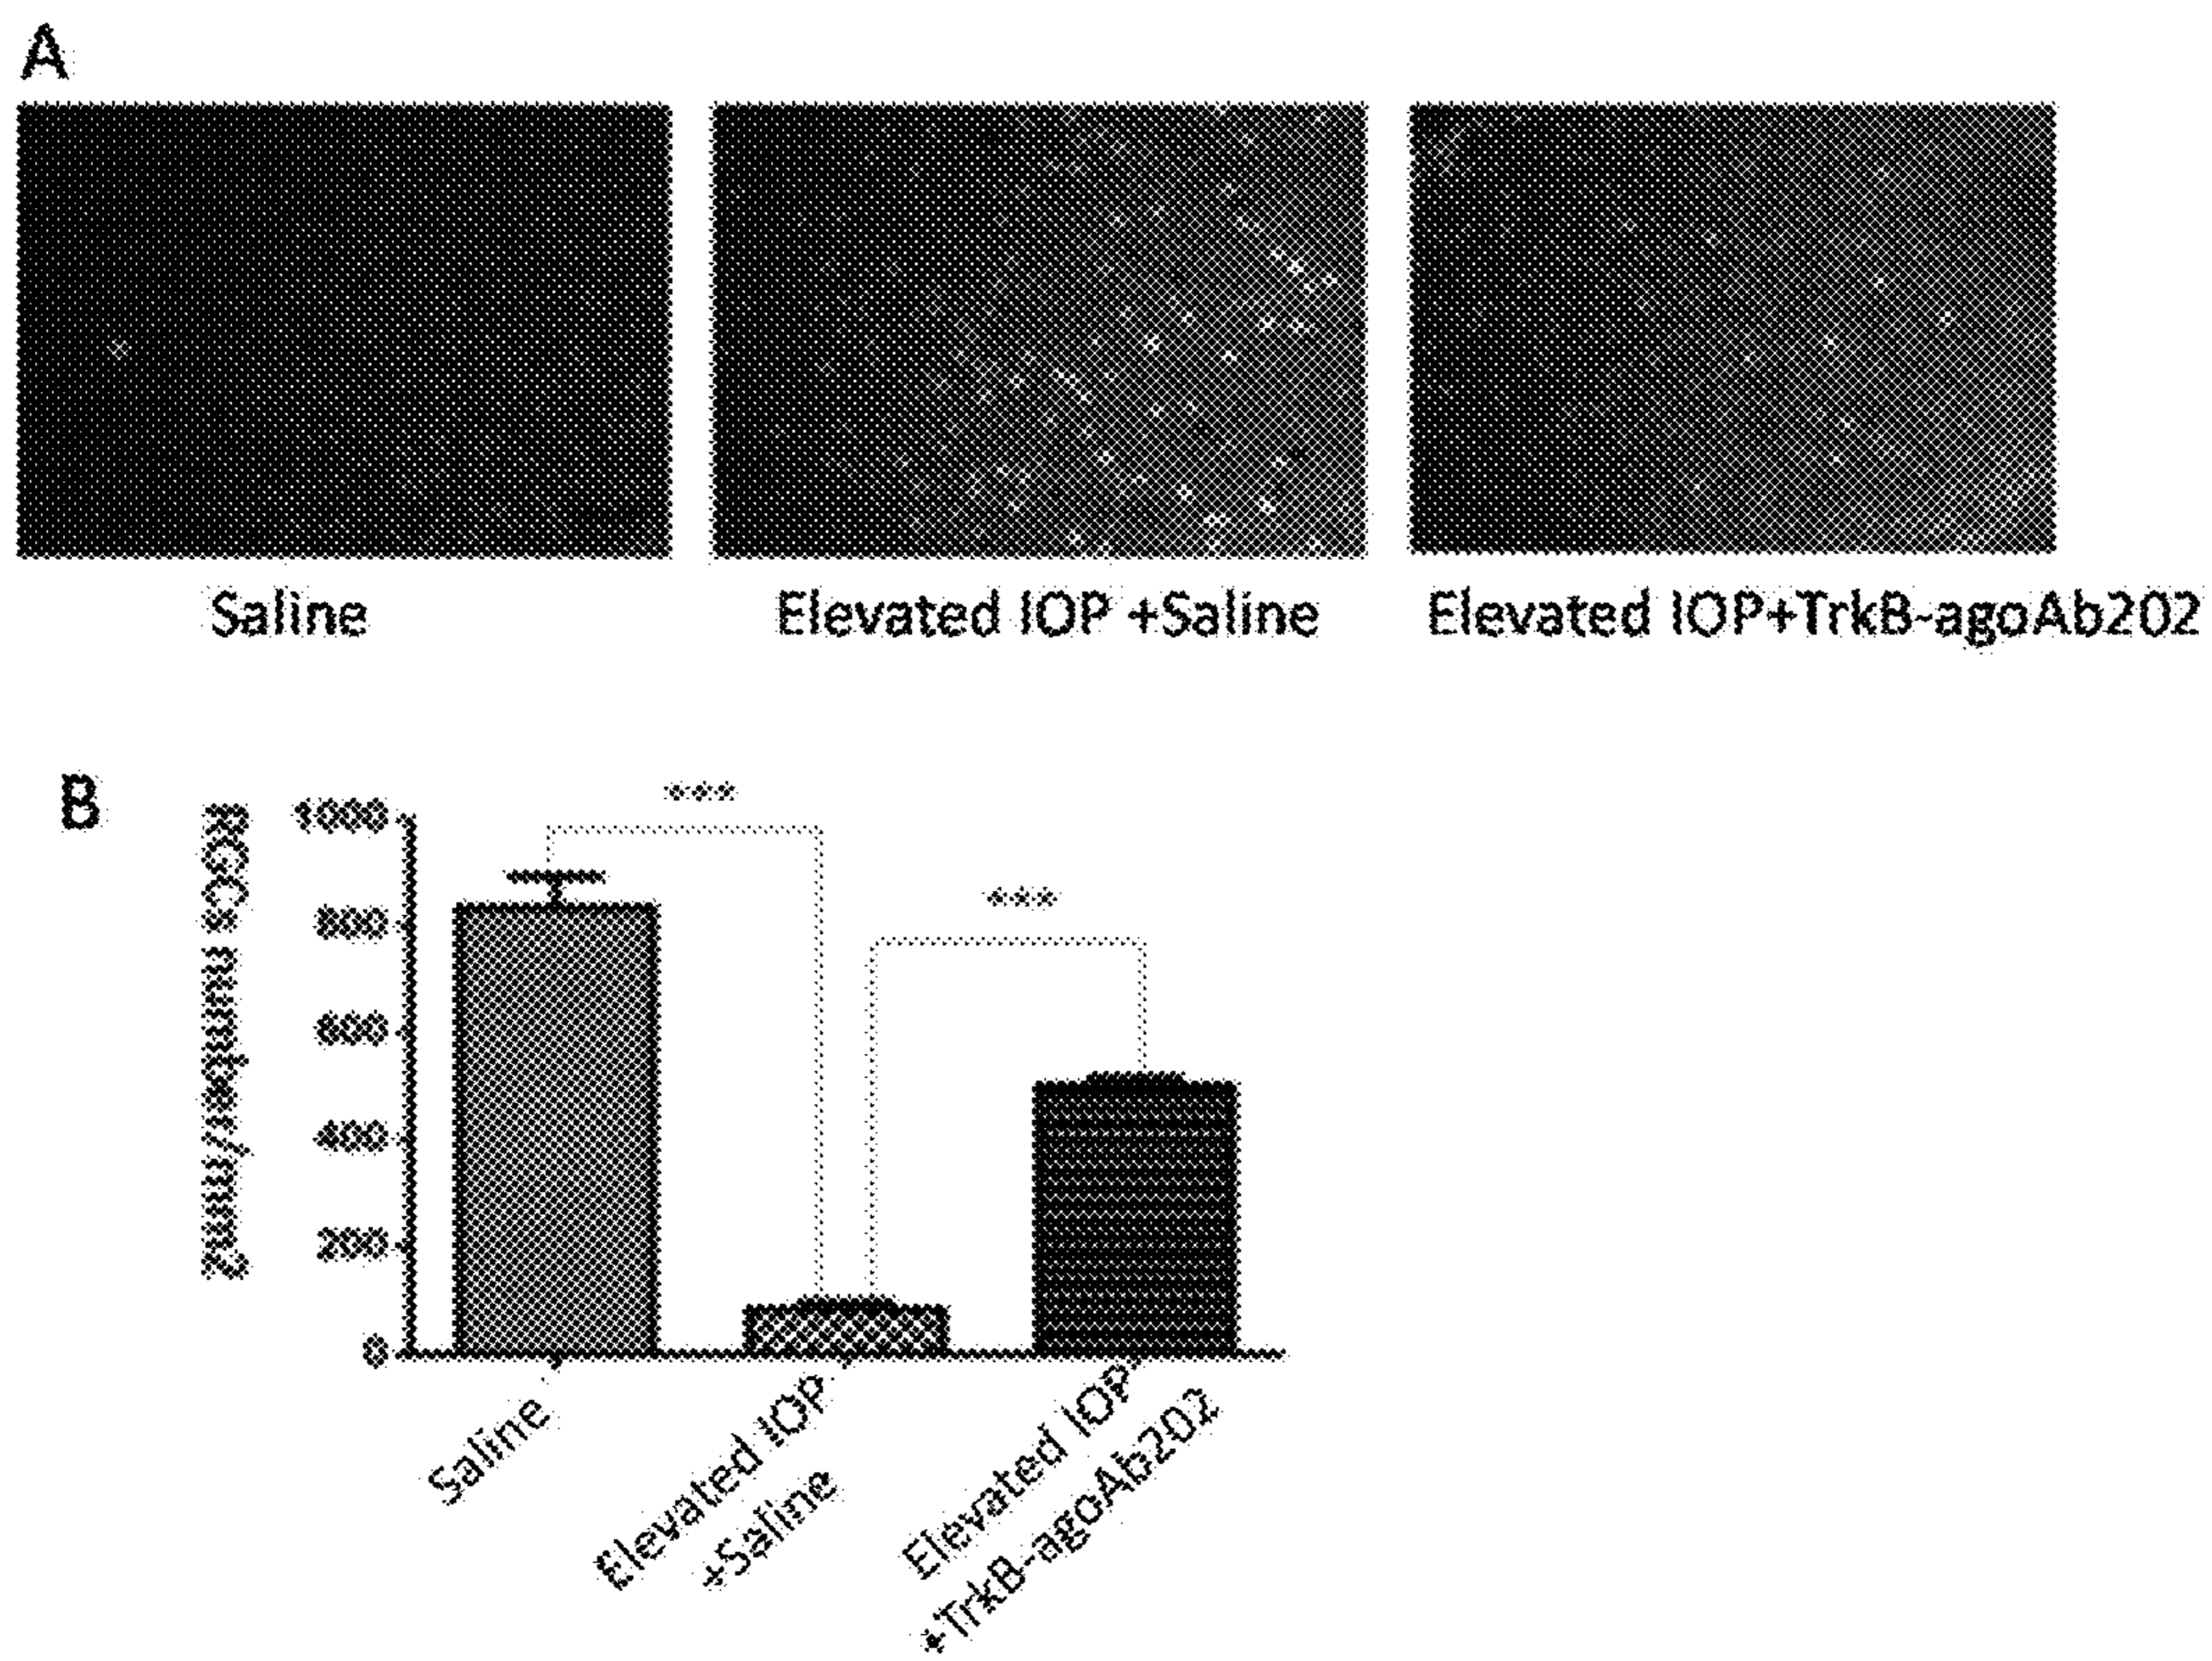 A
Saline
Elevated IOP +Saline
Elevated IOP+TrkB-agoAb202
B
RGCs number/mm2
1000
800
600
400
200
0
***
***
Saline
Elevated IOP
+Saline
Elevated IOP
+TrkB-agoAb202